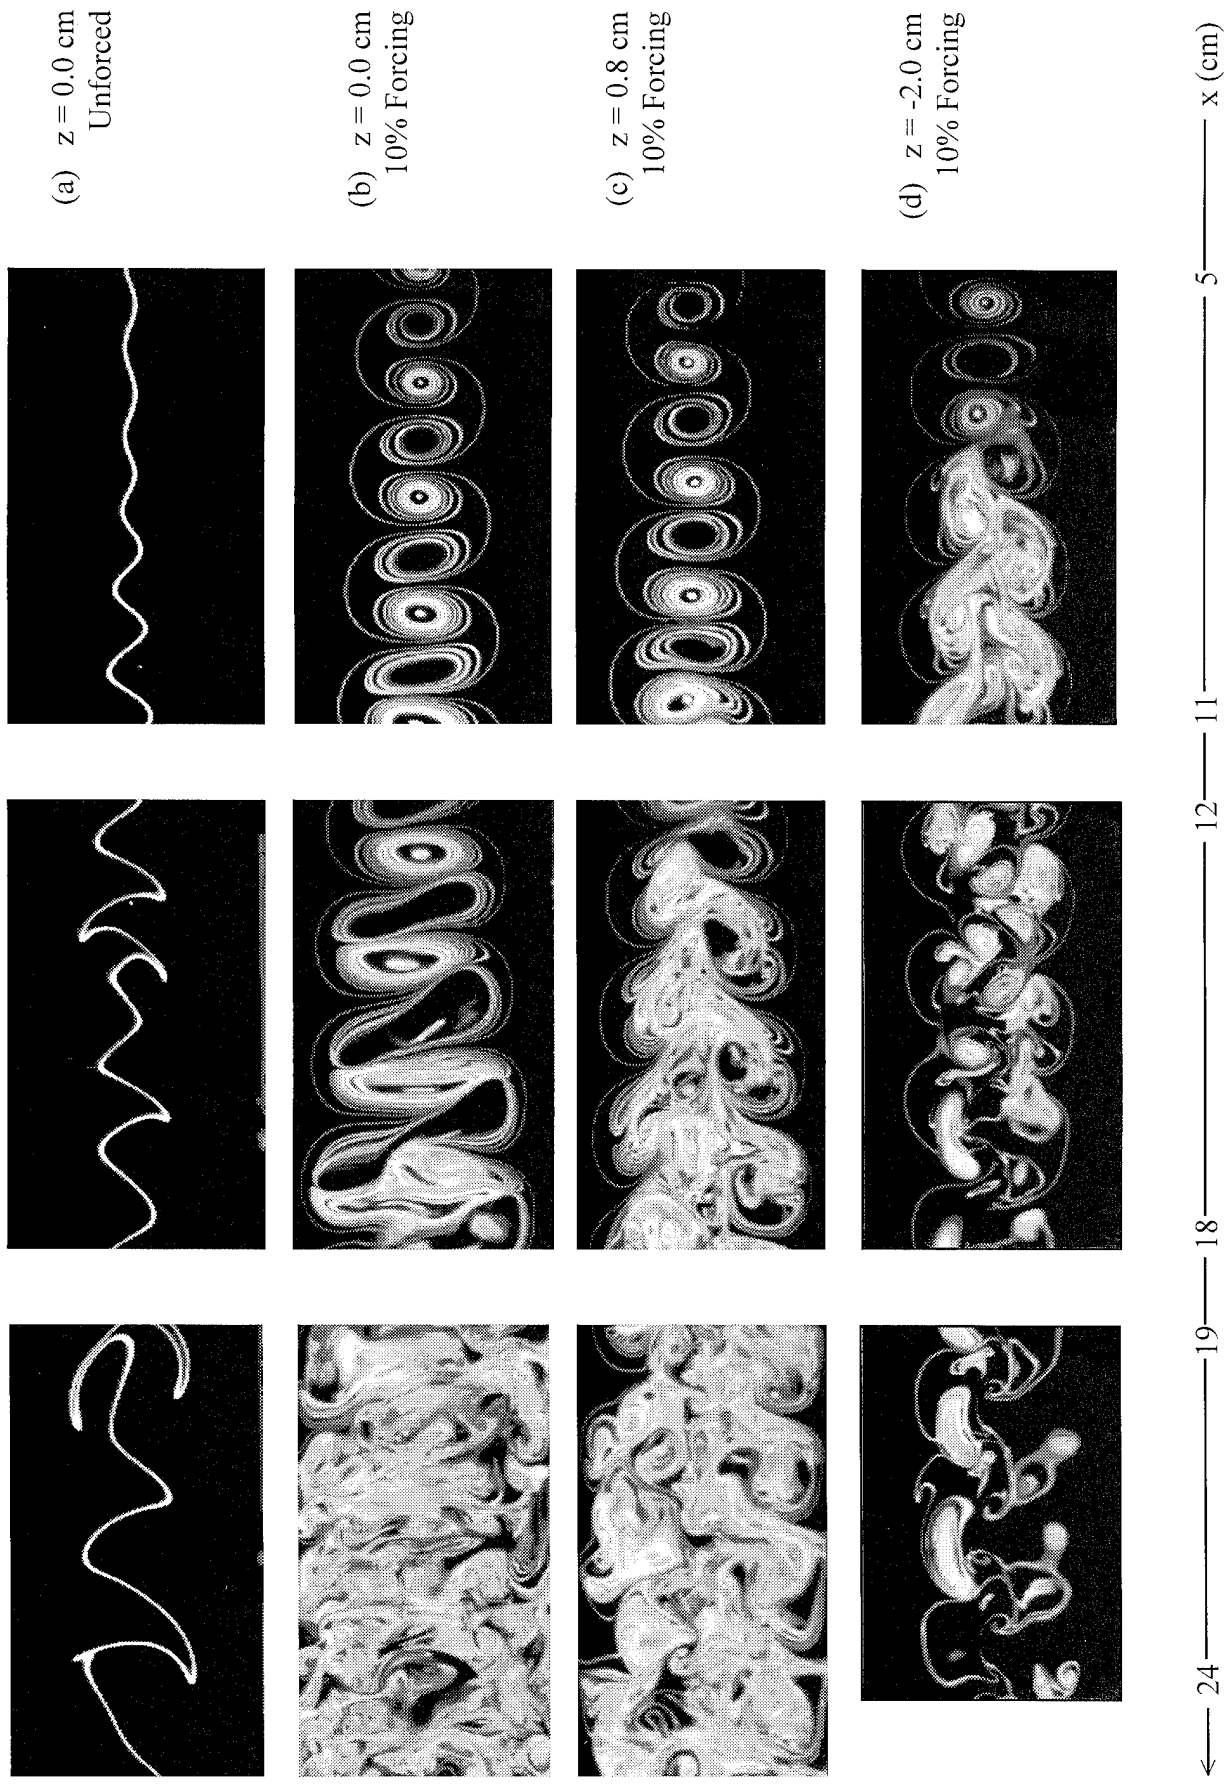 (a) z = 0.0 cm
Unforced
(b) z = 0.0 cm
10% Forcing
(c) z = 0.8 cm
10% Forcing
(d) z = -2.0 cm
10% Forcing
24 19 18 12 11 5 x (cm)